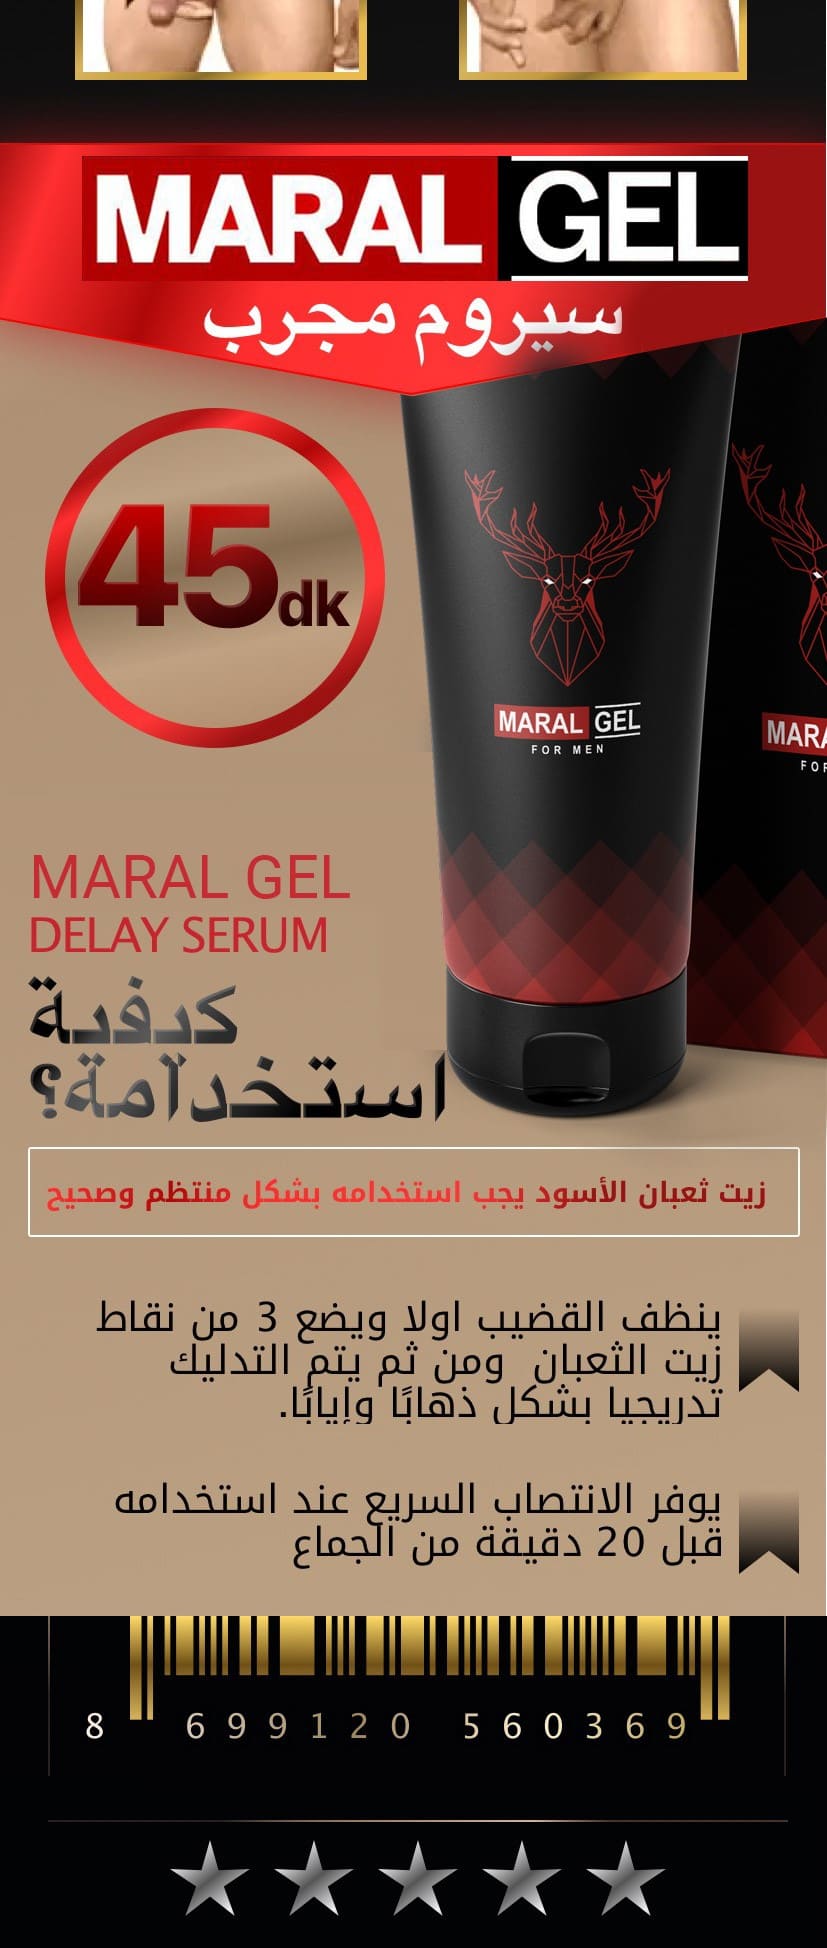 MARAL GEL
سيروم مجرب
45dk
MARAL GEL
FOR MEN
MARA
FOR
MARAL GEL
DELAY SERUM
كيفية
استخدامة؟
زيت ثعبان الأسود يجب استخدامه بشكل منتظم وصحيح
ينظف القضيب اولا ويضع 3 من نقاط
زيت الثعبان ومن ثم يتم التدليك
تدريجيا بشكل ذهابًا وإيابًا.
يوفر الانتصاب السريع عند استخدامه
قبل 20 دقيقة من الجماع
8 699120 560369